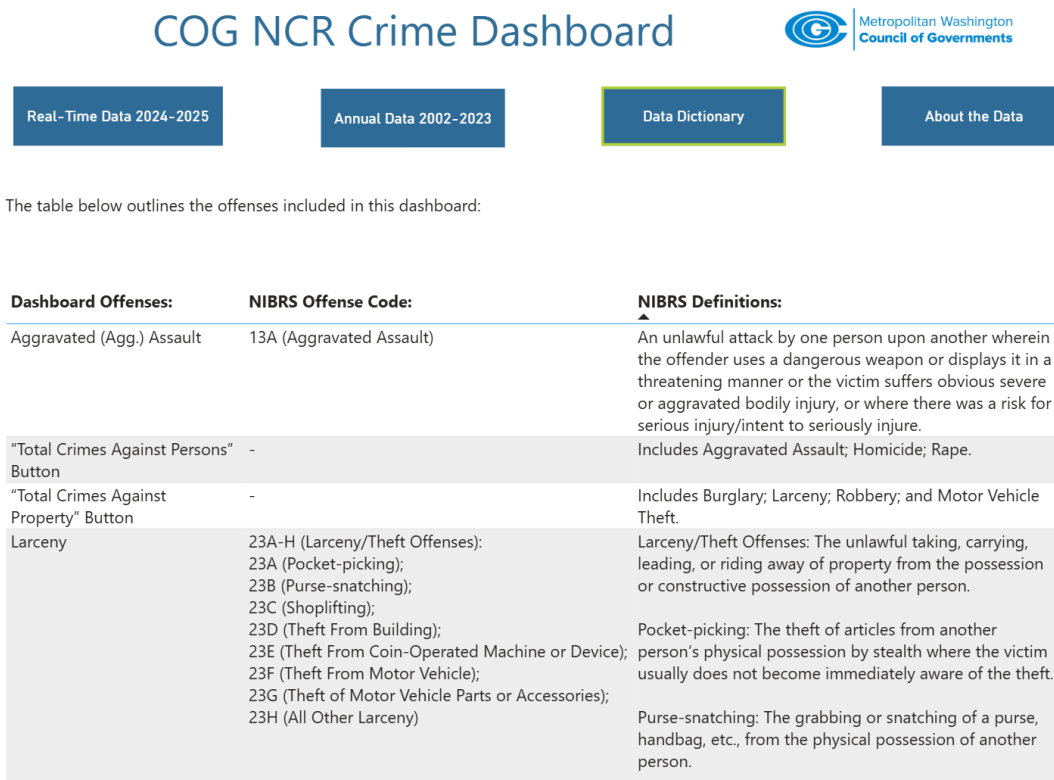 COG NCR Crime Dashboard
Metropolitan Washington
Council of Governments
Real-Time Data 2024-2025
Annual Data 2002-2023
Data Dictionary
About the Data
The table below outlines the offenses included in this dashboard:
Dashboard Offenses:
NIBRS Offense Code:
NIBRS Definitions:
Aggravated (Agg.) Assault
13A (Aggravated Assault)
An unlawful attack by one person upon another wherein
the offender uses a dangerous weapon or displays it in a
threatening manner or the victim suffers obvious severe
or aggravated bodily injury, or where there was a risk for
serious injury/intent to seriously injure.
“Total Crimes Against Persons”
Button
-
Includes Aggravated Assault; Homicide; Rape.
“Total Crimes Against
Property” Button
-
Includes Burglary; Larceny; Robbery; and Motor Vehicle
Theft.
Larceny
23A-H (Larceny/Theft Offenses):
23A (Pocket-picking);
23B (Purse-snatching);
23C (Shoplifting);
23D (Theft From Building);
23E (Theft From Coin-Operated Machine or Device);
23F (Theft From Motor Vehicle);
23G (Theft of Motor Vehicle Parts or Accessories);
23H (All Other Larceny)
Larceny/Theft Offenses: The unlawful taking, carrying,
leading, or riding away of property from the possession
or constructive possession of another person.
Pocket-picking: The theft of articles from another
person’s physical possession by stealth where the victim
usually does not become immediately aware of the theft.
Purse-snatching: The grabbing or snatching of a purse,
handbag, etc., from the physical possession of another
person.